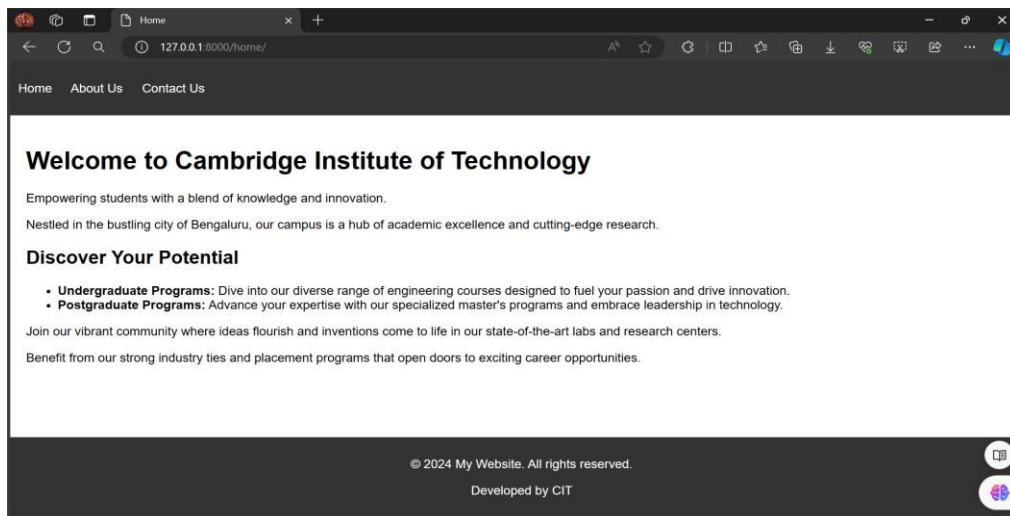 Home
127.0.0.1:8000/home/
Home About Us Contact Us
Welcome to Cambridge Institute of Technology
Empowering students with a blend of knowledge and innovation.
Nestled in the bustling city of Bengaluru, our campus is a hub of academic excellence and cutting-edge research.
Discover Your Potential
• Undergraduate Programs: Dive into our diverse range of engineering courses designed to fuel your passion and drive innovation.
• Postgraduate Programs: Advance your expertise with our specialized master's programs and embrace leadership in technology.
Join our vibrant community where ideas flourish and inventions come to life in our state-of-the-art labs and research centers.
Benefit from our strong industry ties and placement programs that open doors to exciting career opportunities.
© 2024 My Website. All rights reserved.
Developed by CIT